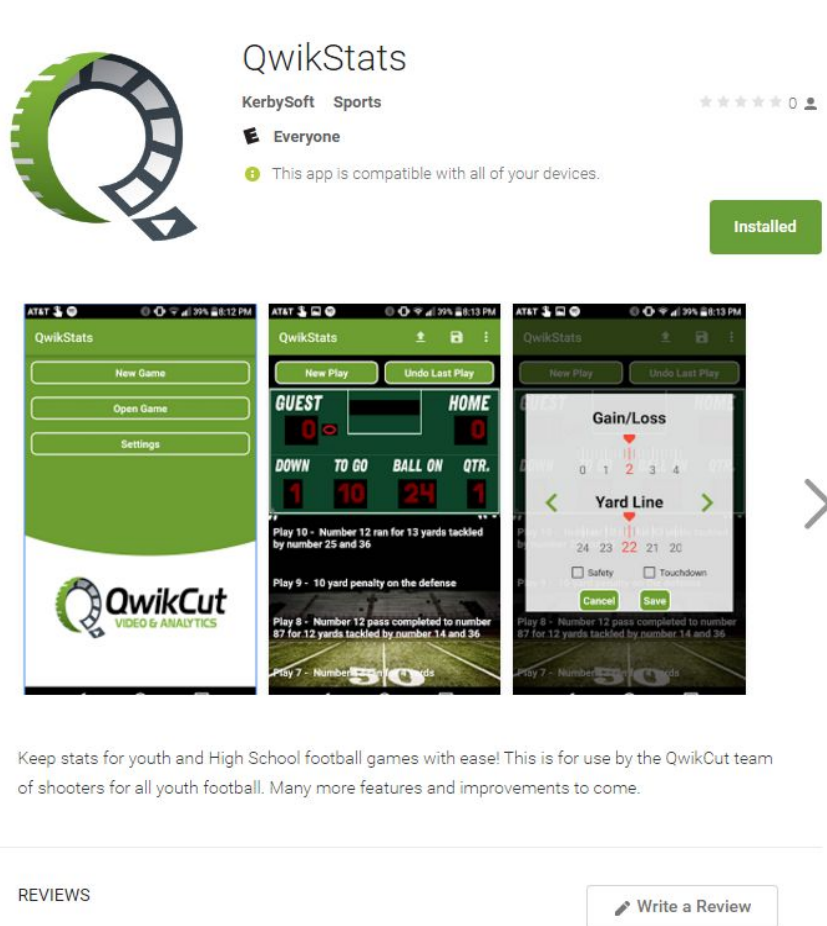 QwikStats
KerbySoft Sports
0
E Everyone
This app is compatible with all of your devices.
Installed
AT&T 39% 8:12 PM
QwikStats
New Game
Open Game
Settings
QwikCut
VIDEO & ANALYTICS
AT&T 39% 8:13 PM
QwikStats
New Play Undo Last Play
GUEST HOME
0 0
DOWN TO GO BALL ON QTR.
1 10 24 1
Play 10 - Number 12 ran for 13 yards tackled
by number 25 and 36
Play 9 - 10 yard penalty on the defense
Play 8 - Number 12 pass completed to number
87 for 12 yards tackled by number 14 and 36
Play 7 - Number for 4 yards
50
AT&T 39% 8:13 PM
QwikStats
New Play Undo Last Play
Gain/Loss
0 1 2 3 4
Yard Line
24 23 22 21 20
Safety Touchdown
Cancel Save
Play 8 - Number 12 pass completed to number
87 for 12 yards tackled by number 14 and 36
Play 7 - Number
50
Keep stats for youth and High School football games with ease! This is for use by the QwikCut team
of shooters for all youth football. Many more features and improvements to come.
REVIEWS
Write a Review